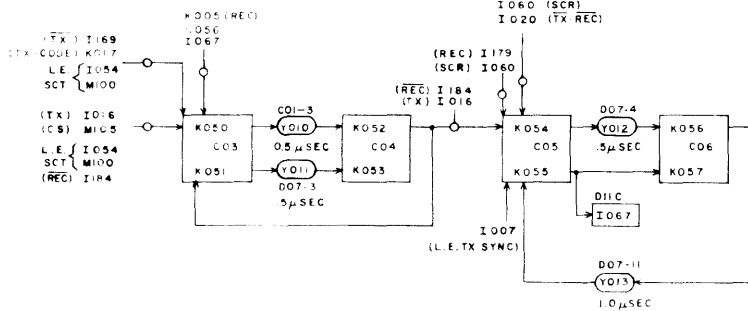 I060 (SCR)
I020 (TX·REC)
K005 (REC)
I067
(TX) I169
(TX·CODE) K017
L.E. I054
SCT M100
(REC) I179
(SCR) I060
(REC) I184
(TX) I016
(TX) I016
(CS) M105
L.E. I054
SCT M100
(REC) I184
K050
C03
K051
C01-3
Y010
0.5 µSEC
Y011
D07-3
.5 µSEC
K052
C04
K053
K054
C05
K055
D07-4
Y012
.5 µSEC
K056
C06
K057
D11C
I067
I007
(L.E. TX SYNC)
D07-11
Y013
1.0 µSEC